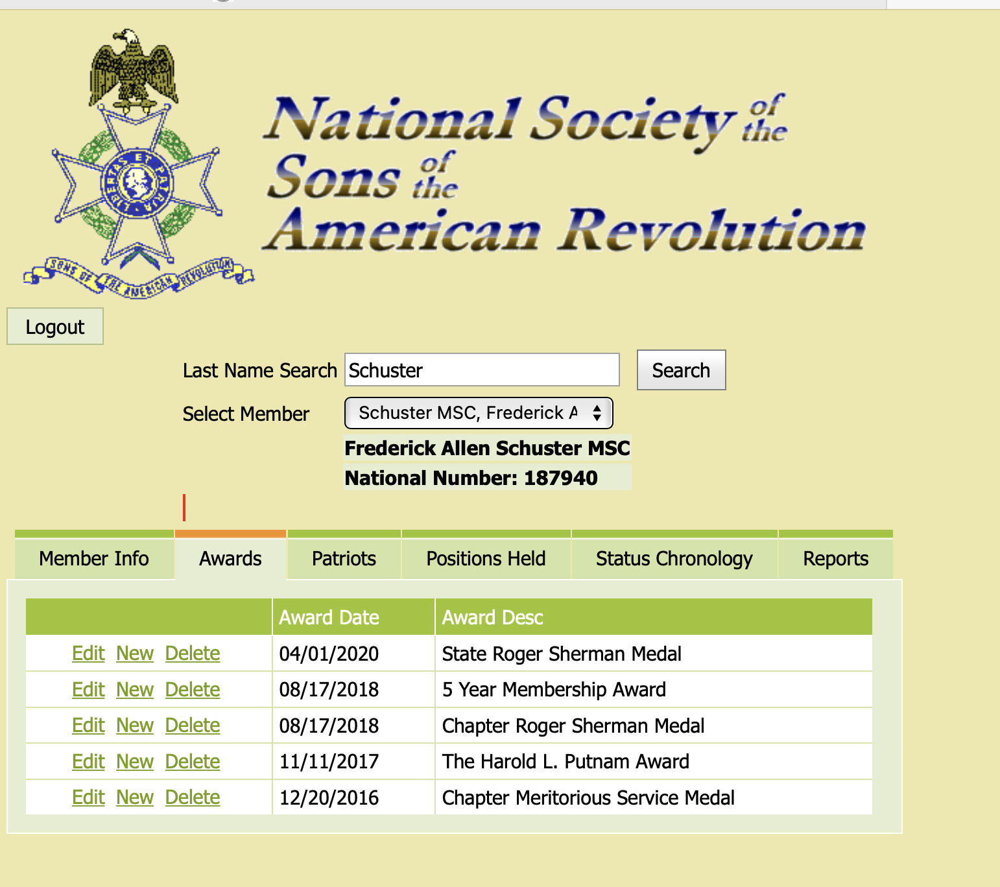 LIBERTAS ET PATRIA
SONS OF THE AMERICAN REVOLUTION
National Society of the
Sons of the
American Revolution
Logout
Last Name Search Schuster Search
Select Member Schuster MSC, Frederick A
Frederick Allen Schuster MSC
National Number: 187940
Member Info Awards Patriots Positions Held Status Chronology Reports
Award Date Award Desc
Edit New Delete 04/01/2020 State Roger Sherman Medal
Edit New Delete 08/17/2018 5 Year Membership Award
Edit New Delete 08/17/2018 Chapter Roger Sherman Medal
Edit New Delete 11/11/2017 The Harold L. Putnam Award
Edit New Delete 12/20/2016 Chapter Meritorious Service Medal